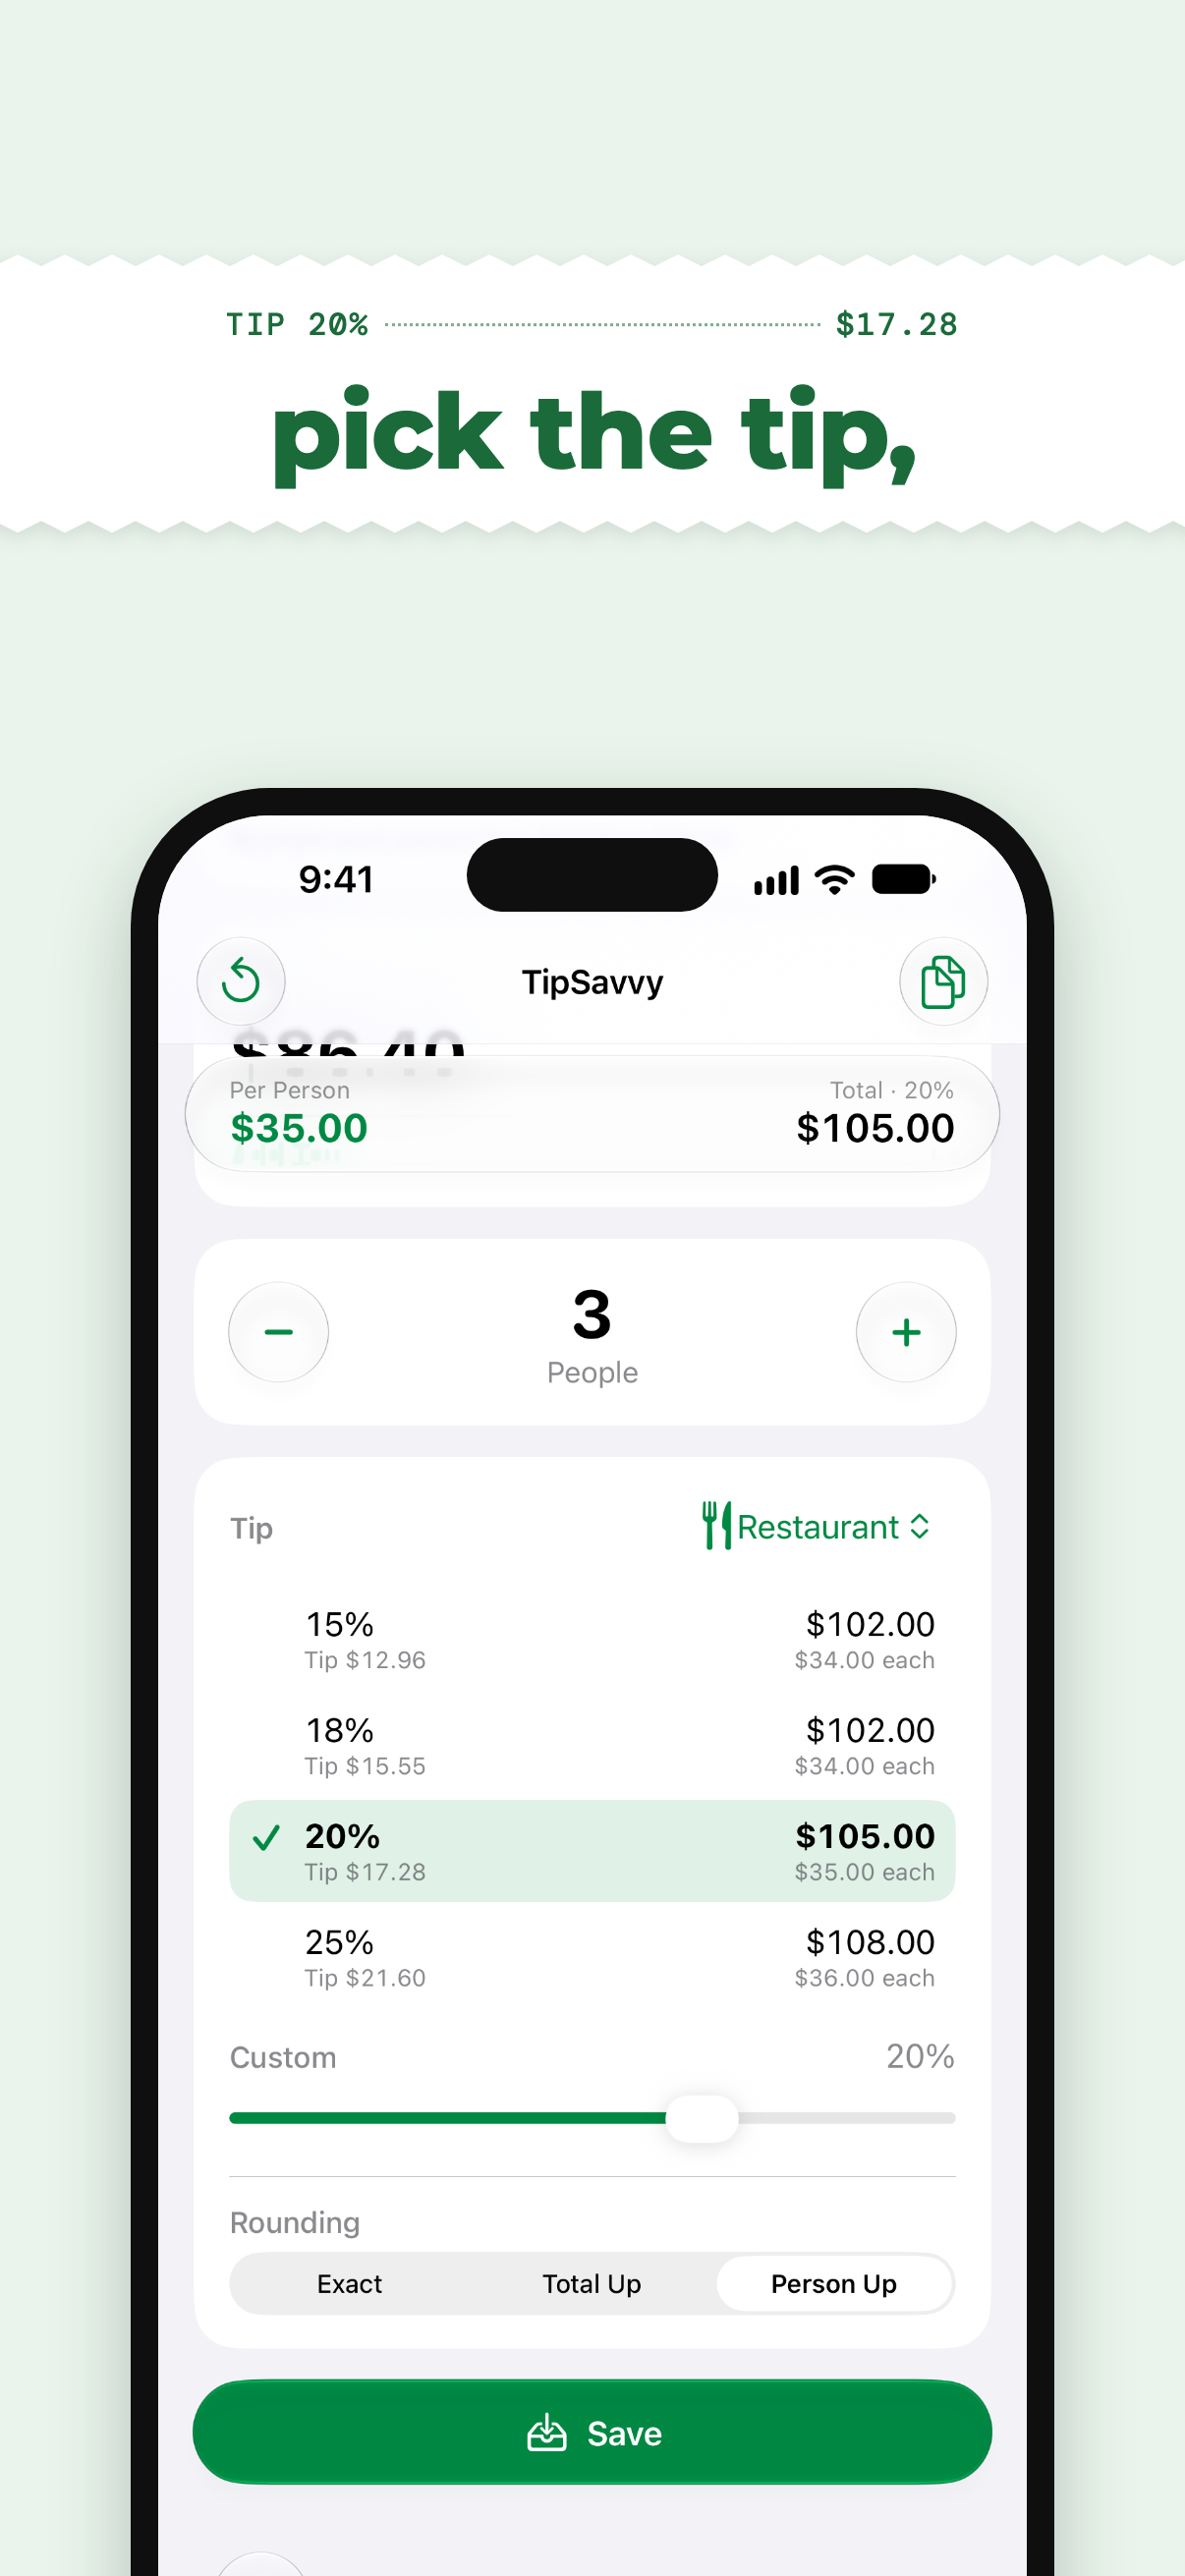 TIP 20% $17.28
pick the tip,
9:41
TipSavvy
$86.40
Per Person Total · 20%
$35.00 $105.00
3
People
Tip Restaurant
15% $102.00
Tip $12.96 $34.00 each
18% $102.00
Tip $15.55 $34.00 each
20% $105.00
Tip $17.28 $35.00 each
25% $108.00
Tip $21.60 $36.00 each
Custom 20%
Rounding
Exact Total Up Person Up
Save